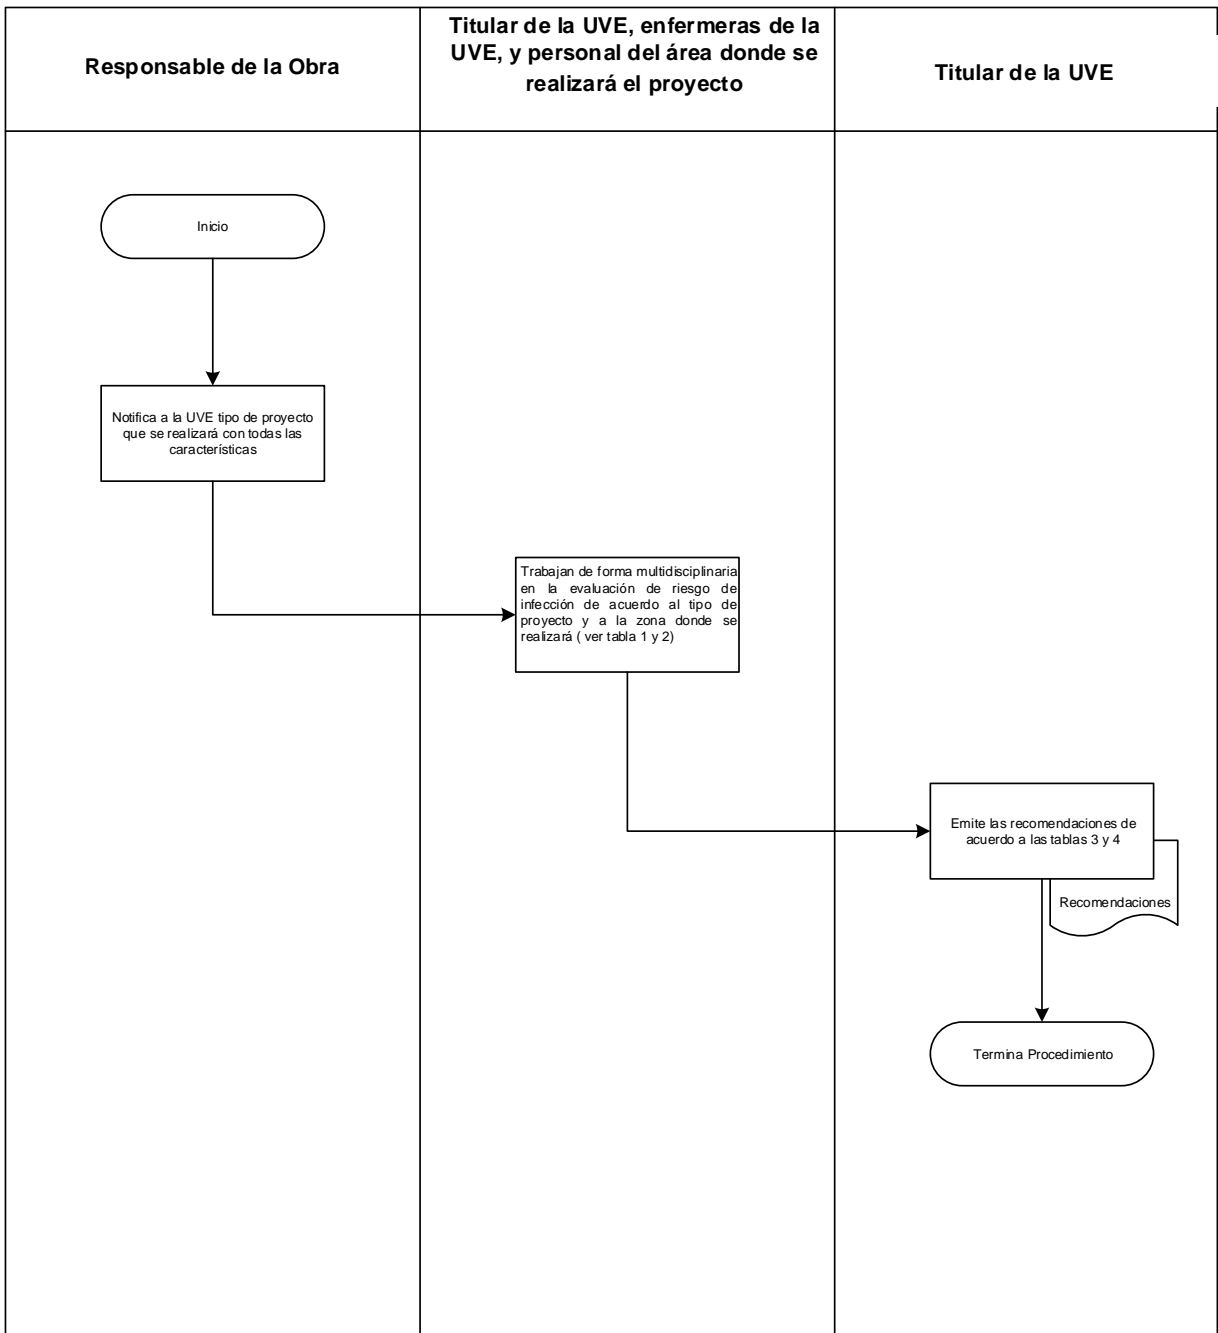 Responsable de la Obra
Titular de la UVE, enfermeras de la
UVE, y personal del área donde se
realizará el proyecto
Titular de la UVE
Inicio
Notifica a la UVE tipo de proyecto
que se realizará con todas las
características
Trabajan de forma multidisciplinaria
en la evaluación de riesgo de
infección de acuerdo al tipo de
proyecto y a la zona donde se
realizará ( ver tabla 1 y 2)
Emite las recomendaciones de
acuerdo a las tablas 3 y 4
Recomendaciones
Termina Procedimiento